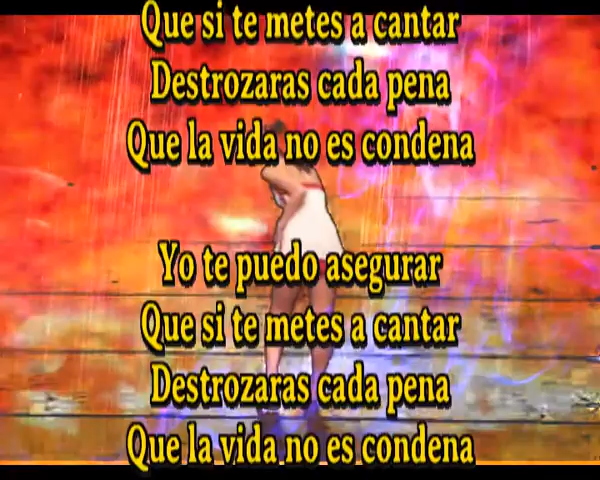 Que si te metes a cantar
Destrozaras cada pena
Que la vida no es condena
Yo te puedo asegurar
Que si te metes a cantar
Destrozaras cada pena
Que la vida no es condena